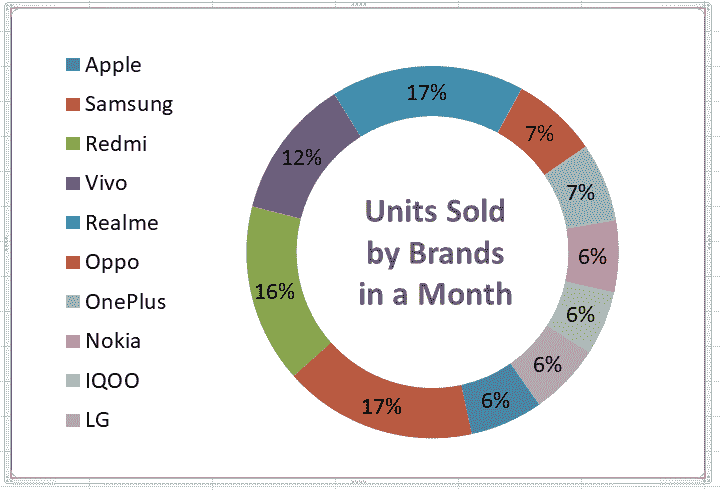 Apple
Samsung
Redmi
Vivo
Realme
Oppo
OnePlus
Nokia
IQOO
LG
17%
7%
7%
6%
6%
6%
6%
17%
16%
12%
Units Sold
by Brands
in a Month